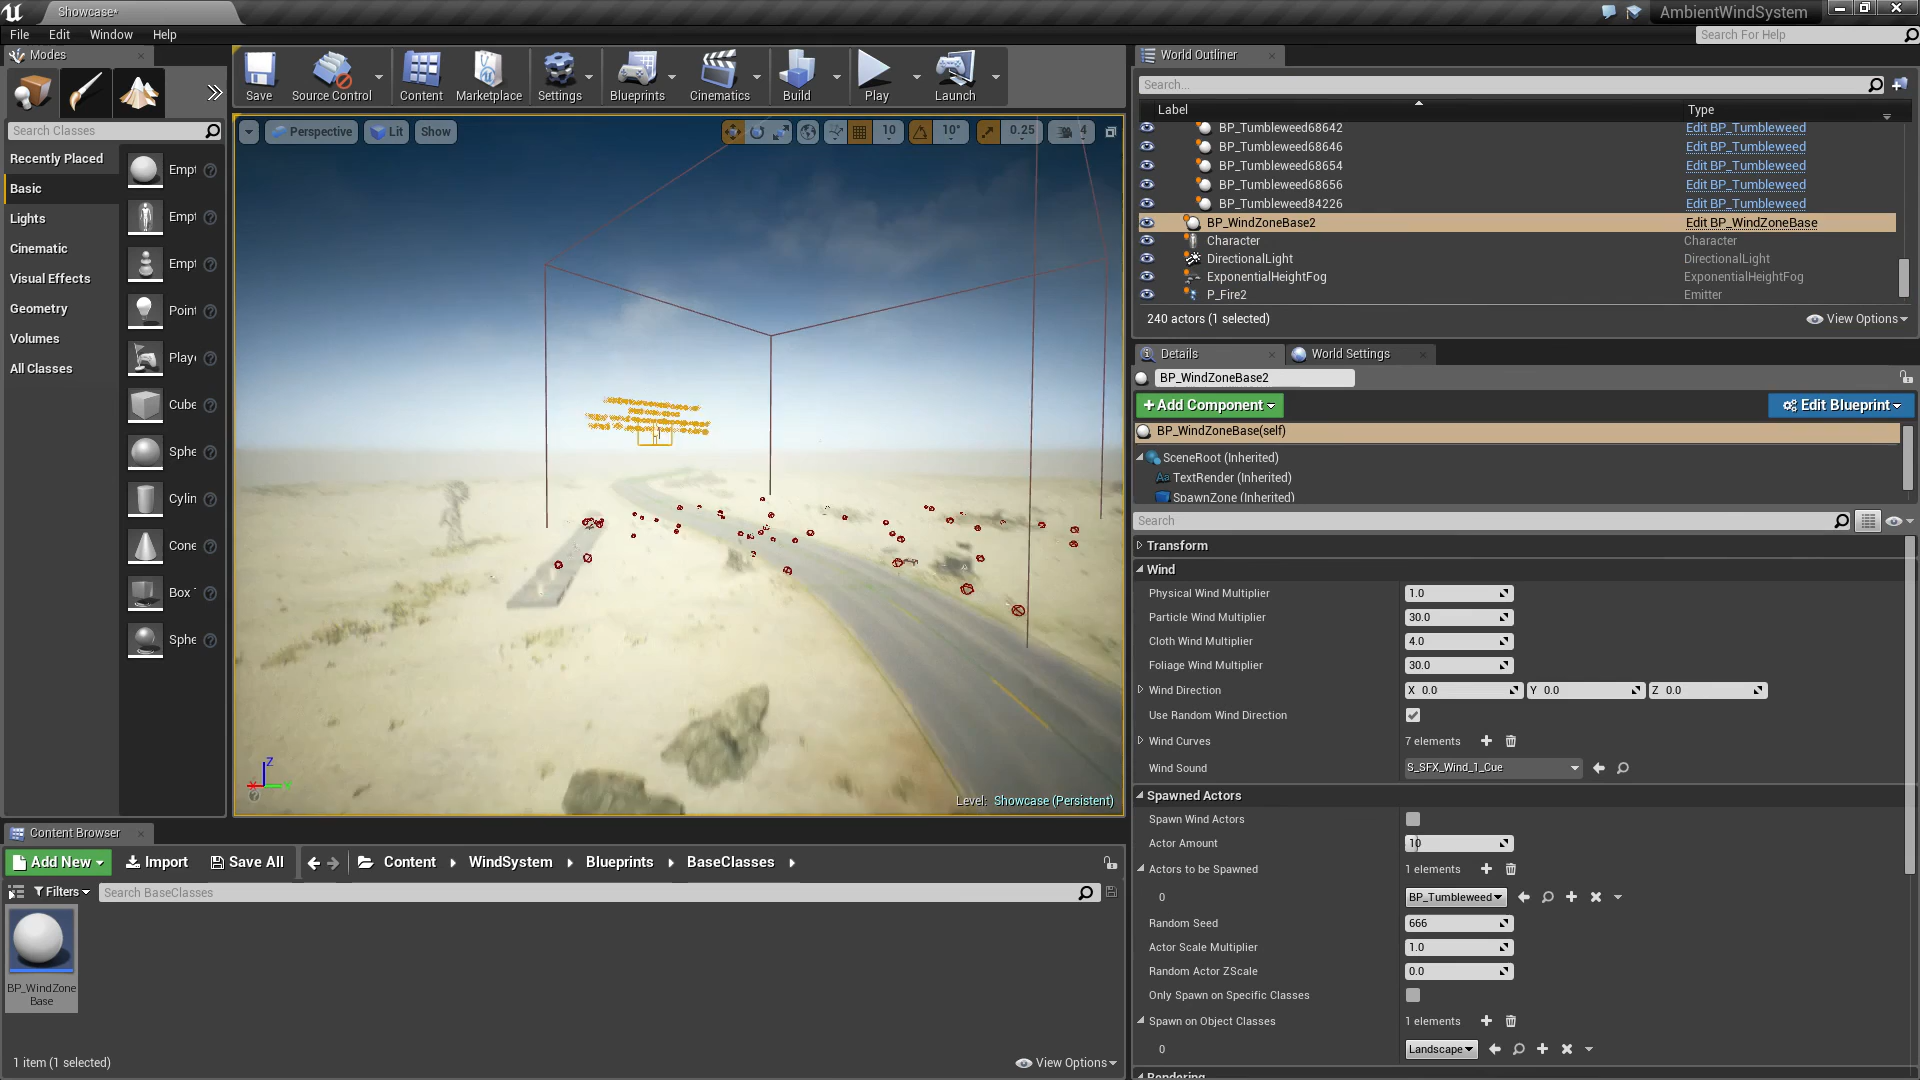 Showcase*
AmbientWindSystem
File Edit Window Help
Search For Help
Modes
Save
Source Control
Content
Marketplace
Settings
Blueprints
Cinematics
Build
Play
Launch
Search Classes
Recently Placed
Basic
Lights
Cinematic
Visual Effects
Geometry
Volumes
All Classes
Empt
Empt
Empt
Point
Playe
Cube
Sphe
Cylin
Cone
Box T
Sphe
Perspective
Lit
Show
10
10°
0.25
4
Z
X
Level: Showcase (Persistent)
World Outliner
Search...
Label Type
BP_Tumbleweed68642 Edit BP_Tumbleweed
BP_Tumbleweed68646 Edit BP_Tumbleweed
BP_Tumbleweed68654 Edit BP_Tumbleweed
BP_Tumbleweed68656 Edit BP_Tumbleweed
BP_Tumbleweed84226 Edit BP_Tumbleweed
BP_WindZoneBase2 Edit BP_WindZoneBase
Character Character
DirectionalLight DirectionalLight
ExponentialHeightFog ExponentialHeightFog
P_Fire2 Emitter
240 actors (1 selected)
View Options
Details
World Settings
BP_WindZoneBase2
+Add Component
Edit Blueprint
BP_WindZoneBase(self)
SceneRoot (Inherited)
TextRender (Inherited)
SpawnZone (Inherited)
Search
Transform
Wind
Physical Wind Multiplier 1.0
Particle Wind Multiplier 30.0
Cloth Wind Multiplier 4.0
Foliage Wind Multiplier 30.0
Wind Direction X 0.0 Y 0.0 Z 0.0
Use Random Wind Direction
Wind Curves 7 elements
Wind Sound S_SFX_Wind_1_Cue
Spawned Actors
Spawn Wind Actors
Actor Amount 10
Actors to be Spawned 1 elements
0 BP_Tumbleweed
Random Seed 666
Actor Scale Multiplier 1.0
Random Actor ZScale 0.0
Only Spawn on Specific Classes
Spawn on Object Classes 1 elements
0 Landscape
Rendering
Content Browser
Add New
Import
Save All
Content
WindSystem
Blueprints
BaseClasses
Filters
Search BaseClasses
BP_WindZone
Base
1 item (1 selected)
View Options